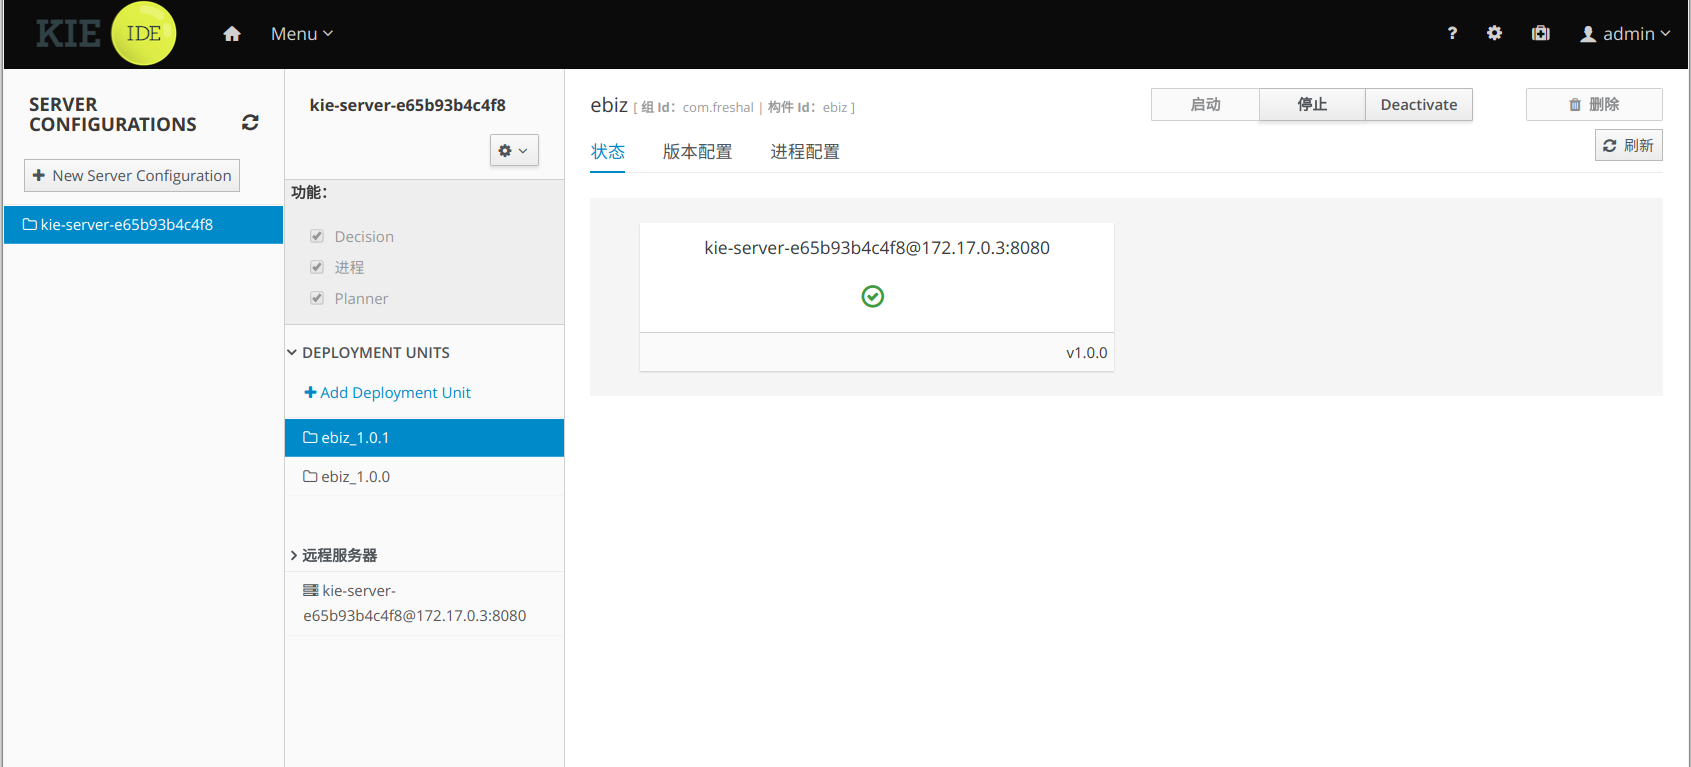 KIE IDE
Menu
?
admin
SERVER
CONFIGURATIONS
New Server Configuration
kie-server-e65b93b4c4f8
kie-server-e65b93b4c4f8
功能：
Decision
进程
Planner
DEPLOYMENT UNITS
Add Deployment Unit
ebiz_1.0.1
ebiz_1.0.0
远程服务器
kie-server-
e65b93b4c4f8@172.17.0.3:8080
ebiz [ 组 Id： com.freshal | 构件 Id： ebiz ]
启动 停止 Deactivate 删除
刷新
状态 版本配置 进程配置
kie-server-e65b93b4c4f8@172.17.0.3:8080
v1.0.0